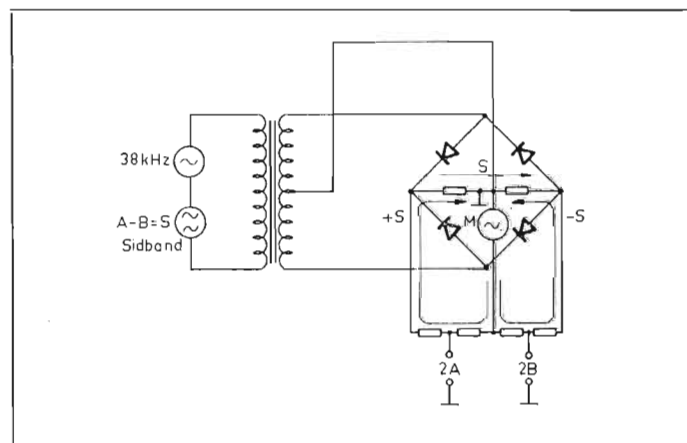 38kHz
A-B=S
Sidband
S
+S
-S
M
2A
2B